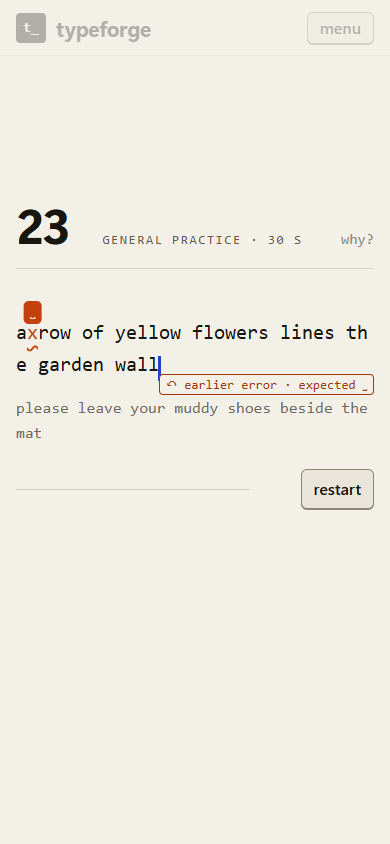 t_ typeforge menu
23 GENERAL PRACTICE · 30 S why?
␣
axrow of yellow flowers lines th
e garden wall
↶ earlier error · expected ␣
please leave your muddy shoes beside the
mat
restart